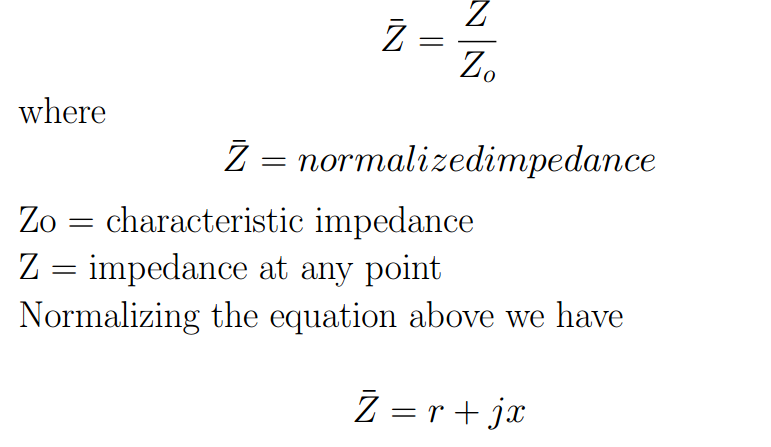 Z̄ = Z / Zₒ
where
Z̄ = normalizedimpedance
Zo = characteristic impedance
Z = impedance at any point
Normalizing the equation above we have
Z̄ = r + jx